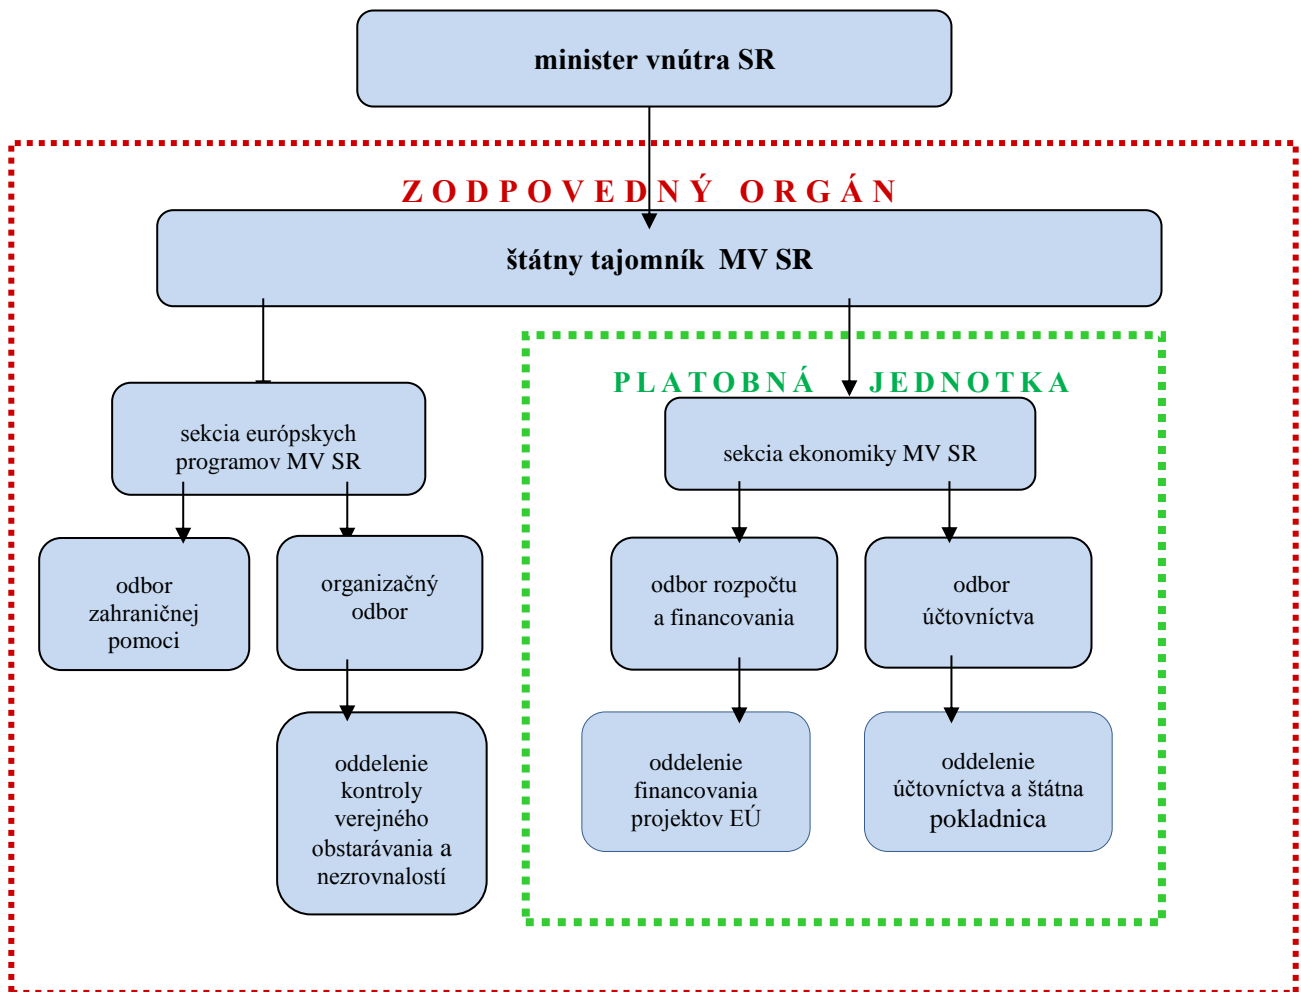 minister vnútra SR
ZODPOVEDNÝ ORGÁN
štátny tajomník MV SR
PLATOBNÁ JEDNOTKA
sekcia európskych
programov MV SR
sekcia ekonomiky MV SR
odbor
zahraničnej
pomoci
organizačný
odbor
odbor rozpočtu
a financovania
odbor
účtovníctva
oddelenie
kontroly
verejného
obstarávania a
nezrovnalostí
oddelenie
financovania
projektov EÚ
oddelenie
účtovníctva a štátna
pokladnica